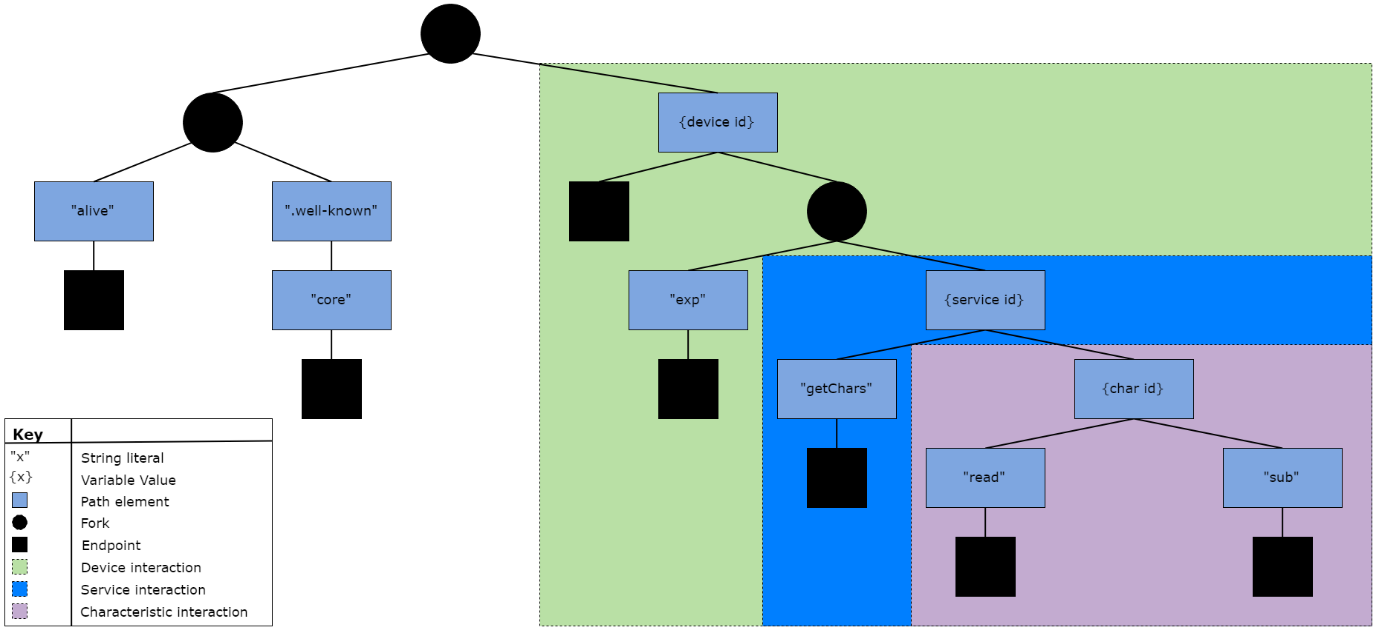 {device id}
"alive"
".well-known"
"core"
"exp"
{service id}
"getChars"
{char id}
"read"
"sub"
Key
"x" String literal
{x} Variable Value
Path element
Fork
Endpoint
Device interaction
Service interaction
Characteristic interaction